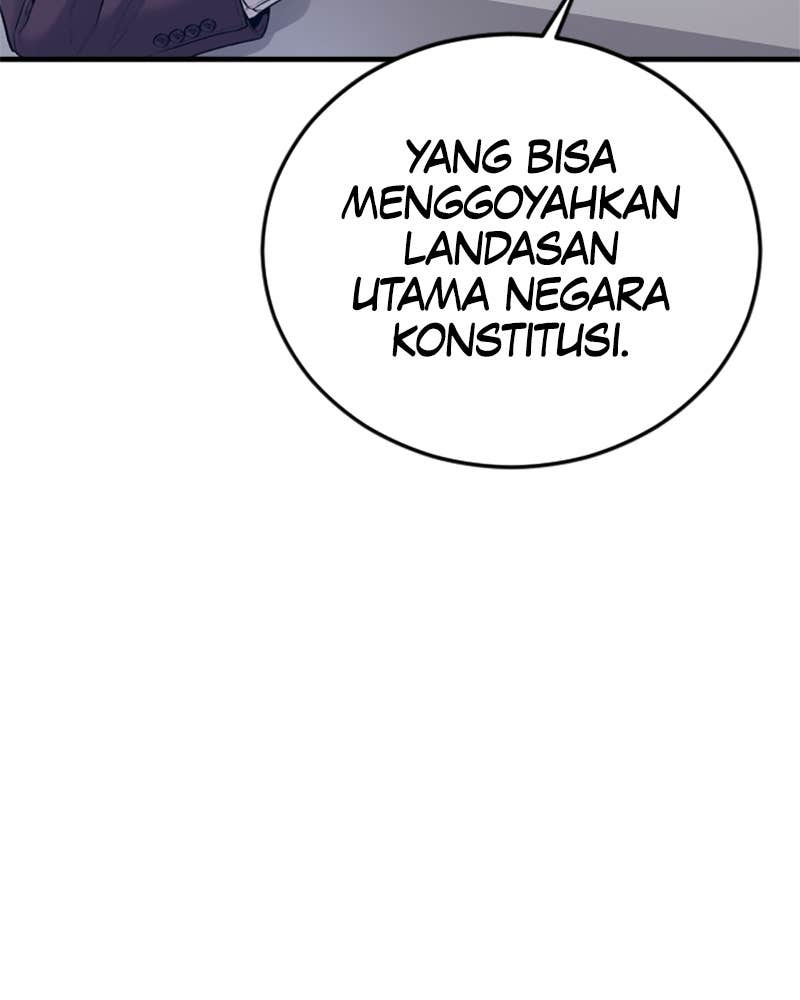 YANG BISA
MENGGOYAHKAN
LANDASAN
UTAMA NEGARA
KONSTITUSI.